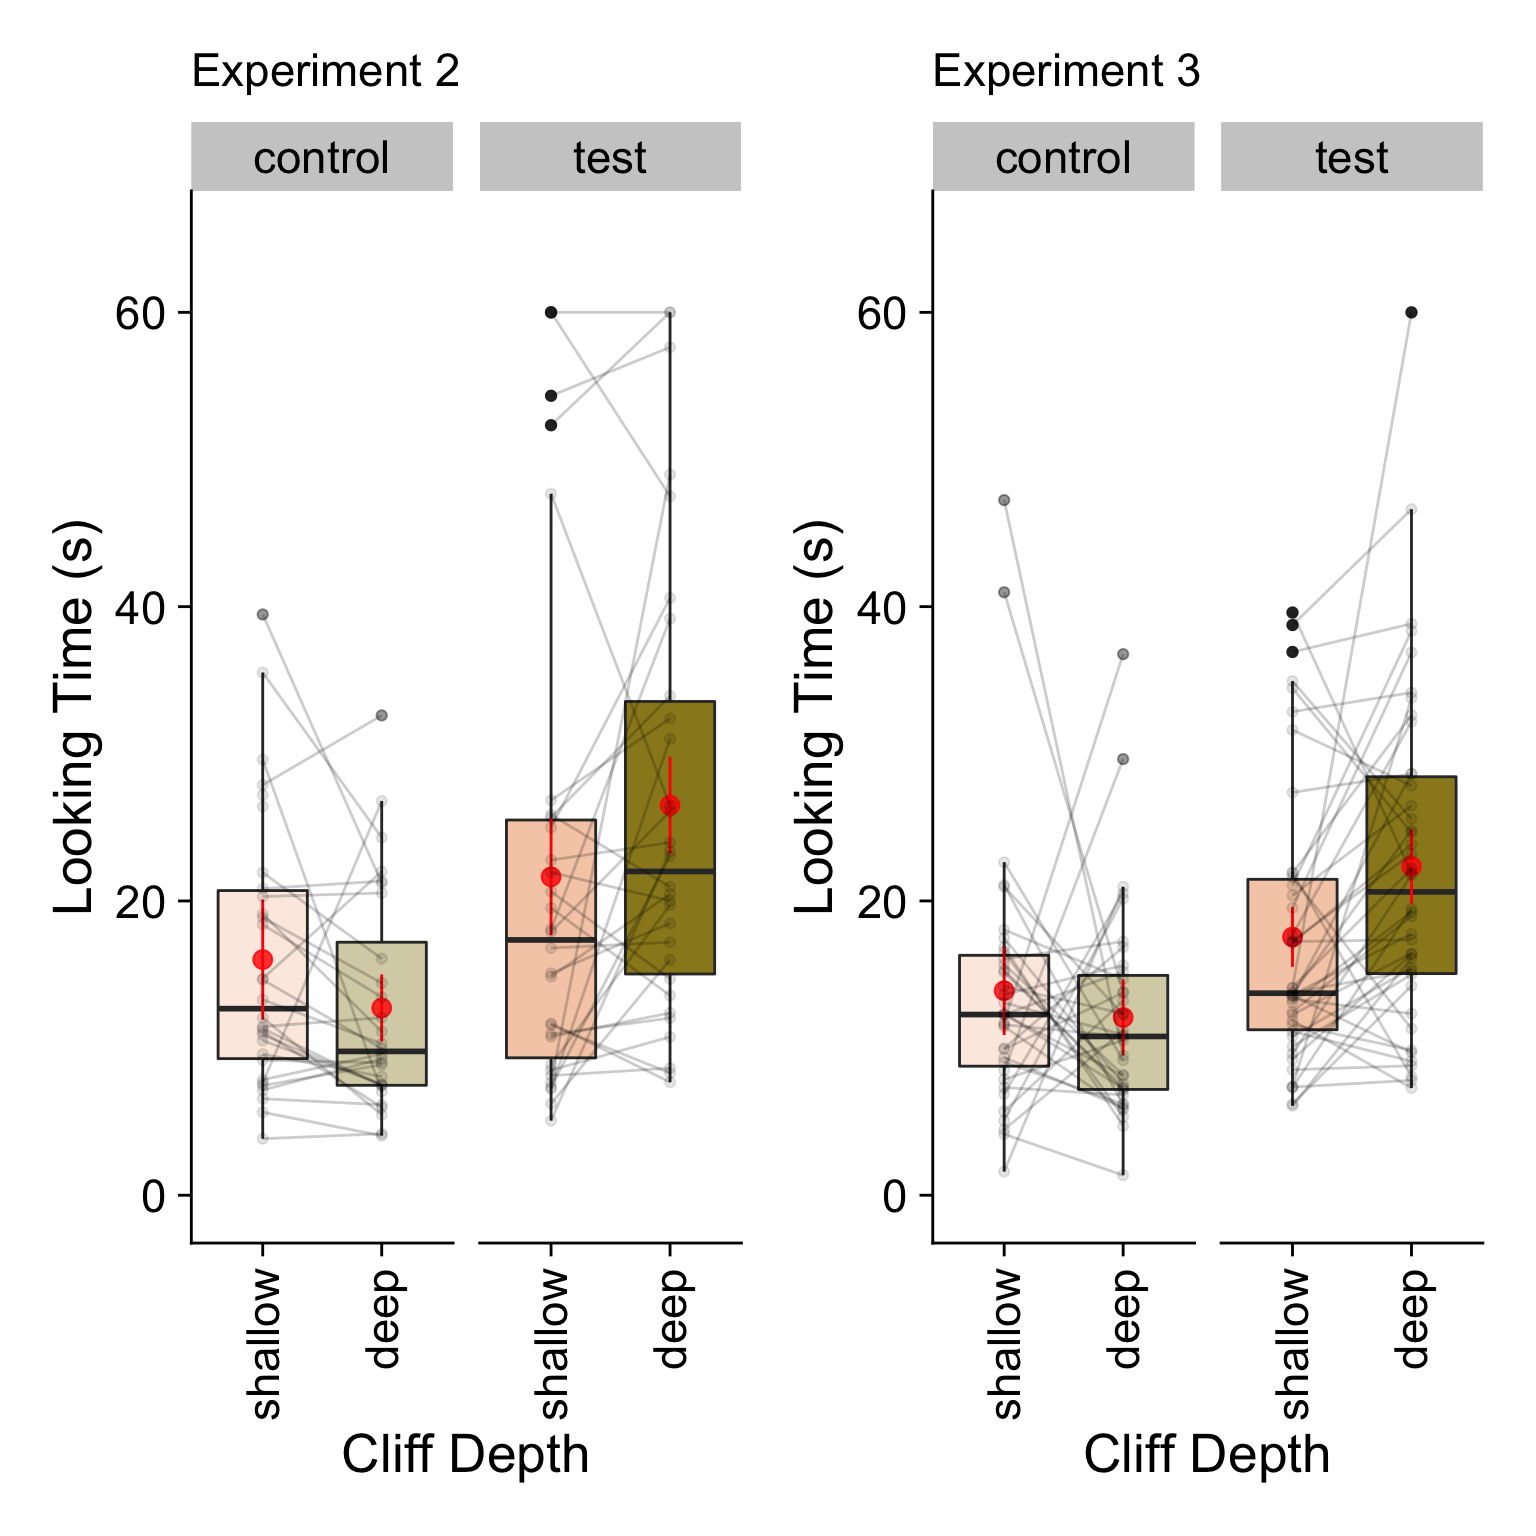 Experiment 2
control
test
Looking Time (s)
60
40
20
0
shallow
deep
shallow
deep
Cliff Depth
Experiment 3
control
test
Looking Time (s)
60
40
20
0
shallow
deep
shallow
deep
Cliff Depth